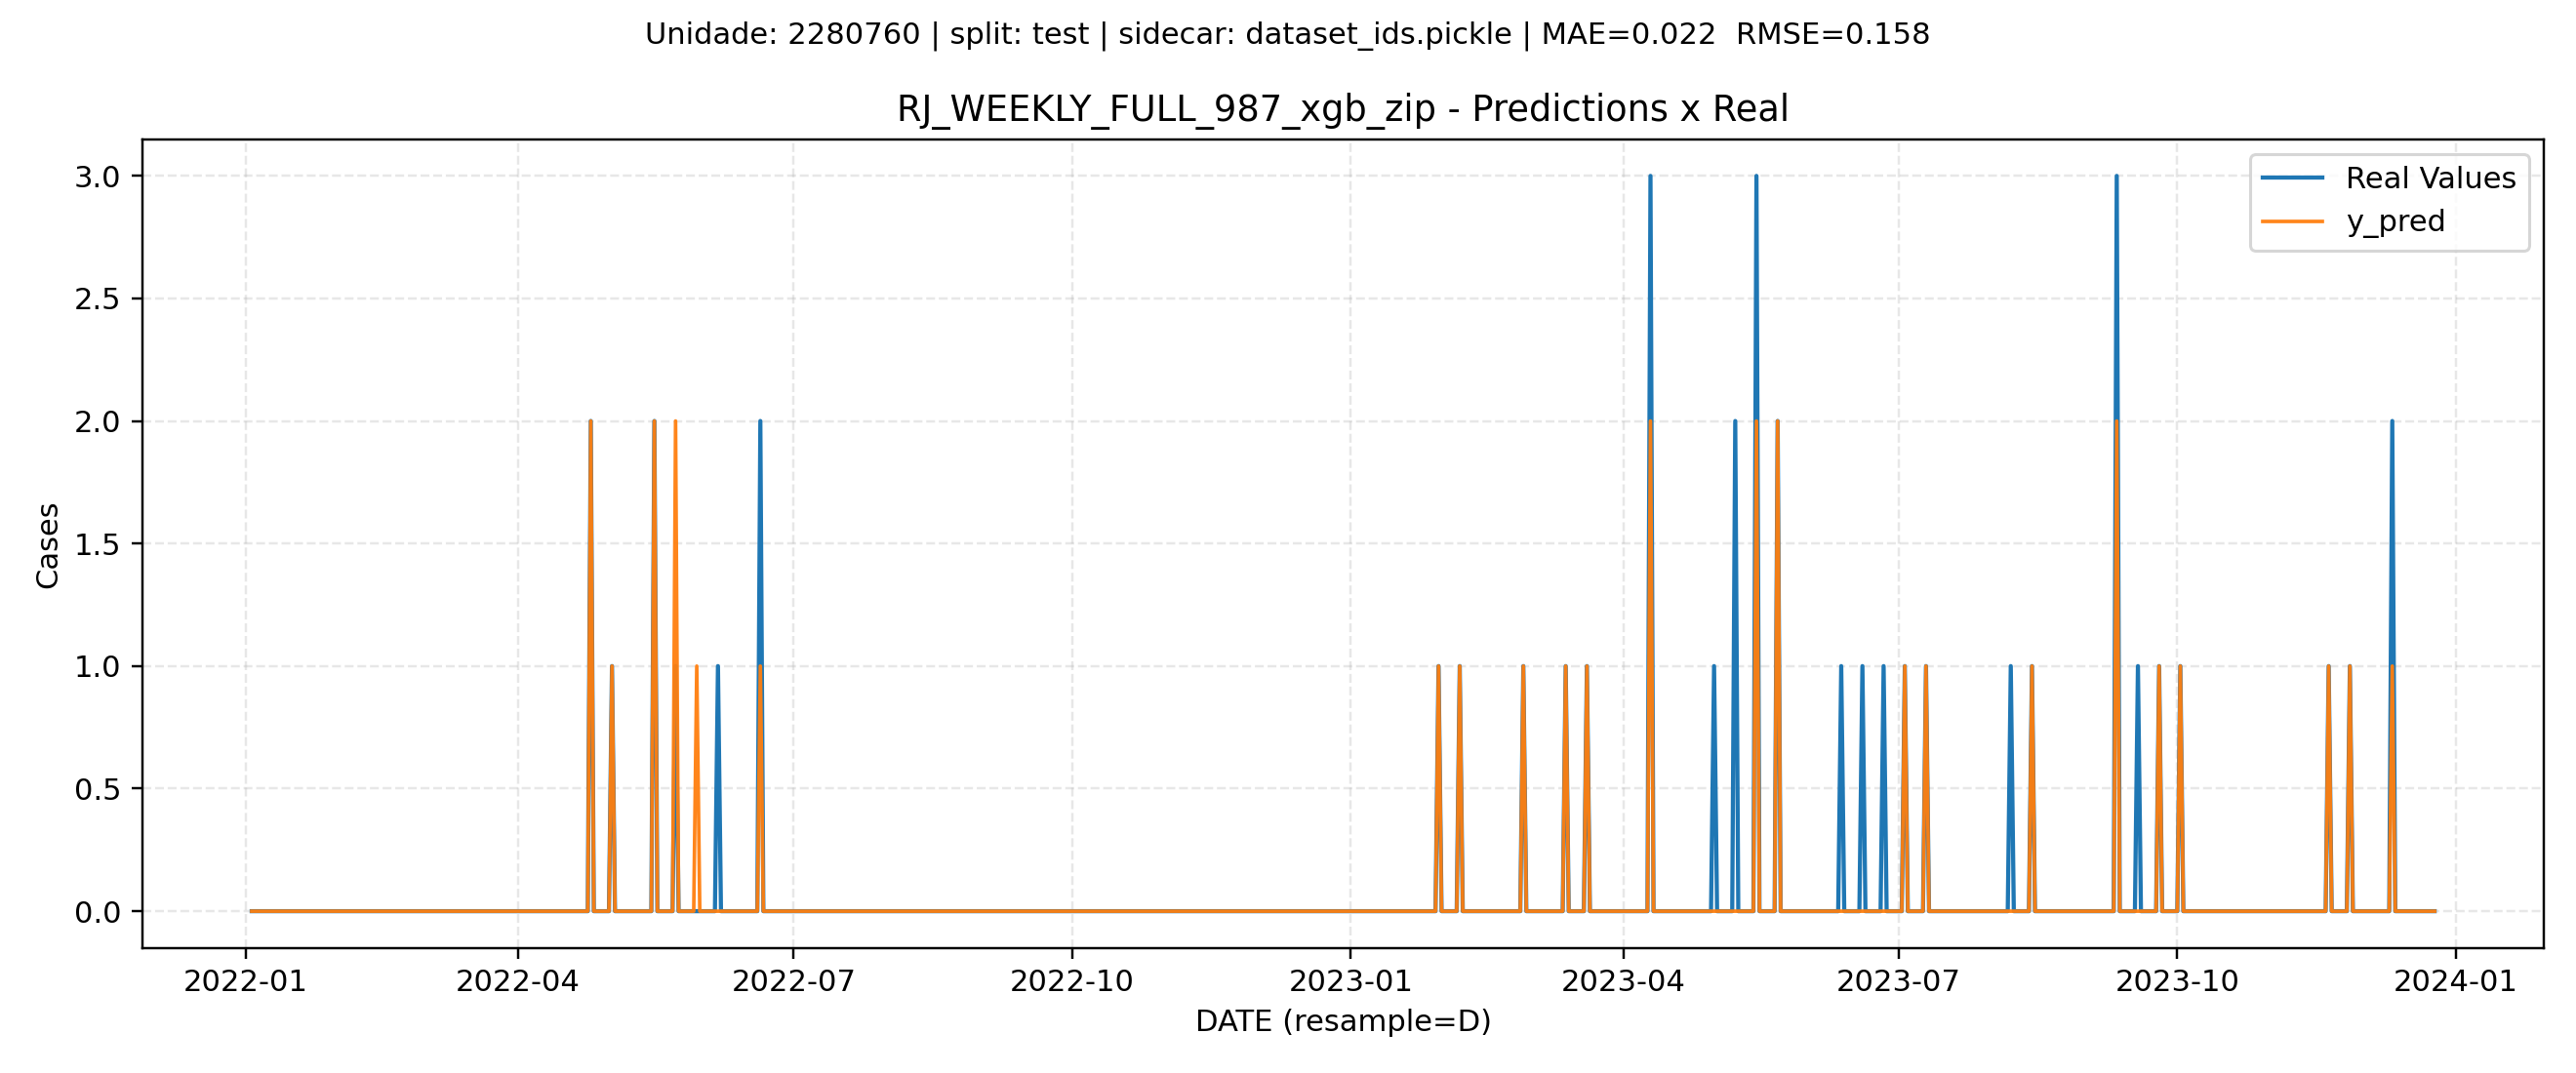 Unidade: 2280760 | split: test | sidecar: dataset_ids.pickle | MAE=0.022  RMSE=0.158
RJ_WEEKLY_FULL_987_xgb_zip - Predictions x Real
Real Values
y_pred
Cases
3.0
2.5
2.0
1.5
1.0
0.5
0.0
2022-01
2022-04
2022-07
2022-10
2023-01
2023-04
2023-07
2023-10
2024-01
DATE (resample=D)